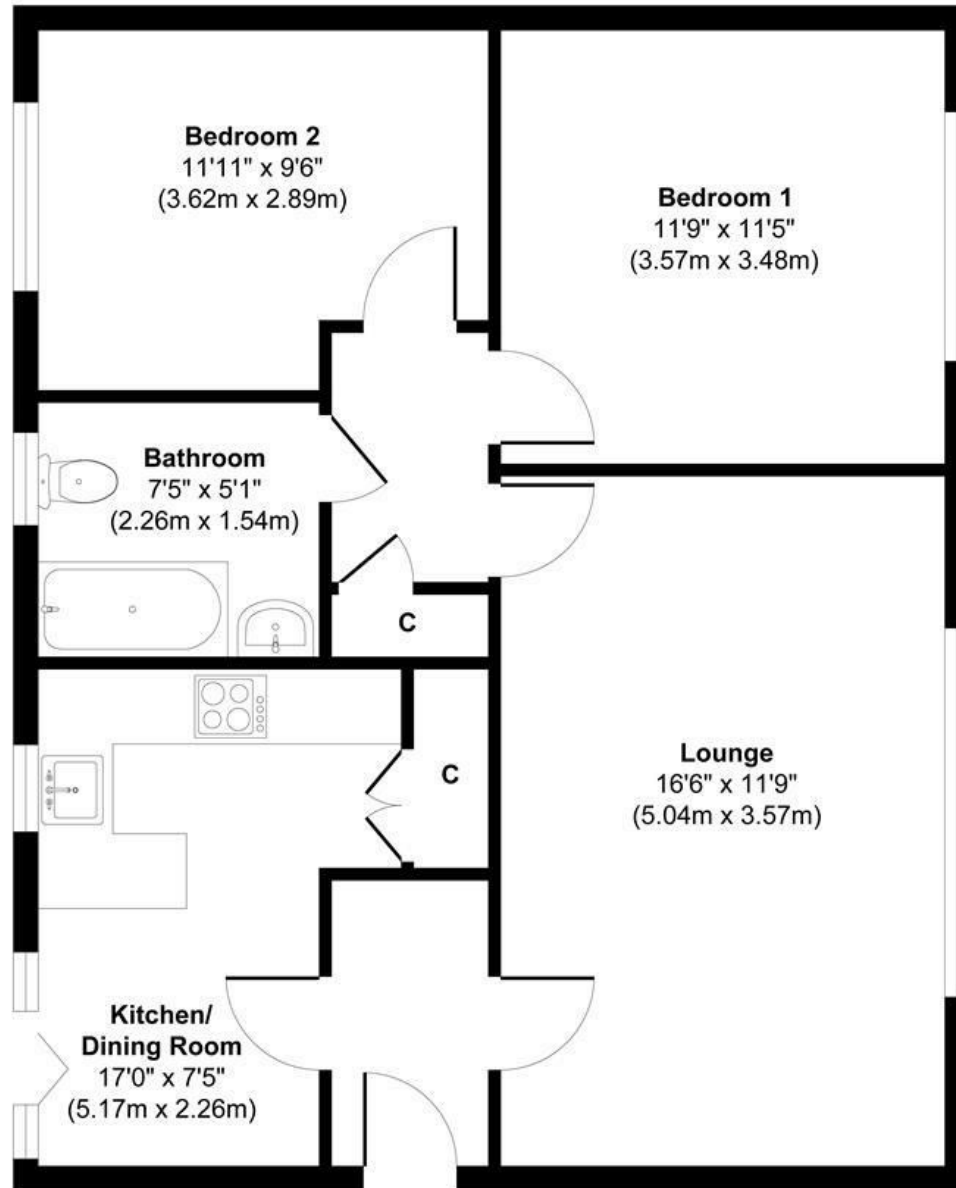 Bedroom 2
11'11" x 9'6"
(3.62m x 2.89m)
Bedroom 1
11'9" x 11'5"
(3.57m x 3.48m)
Bathroom
7'5" x 5'1"
(2.26m x 1.54m)
C
C
Lounge
16'6" x 11'9"
(5.04m x 3.57m)
Kitchen/
Dining Room
17'0" x 7'5"
(5.17m x 2.26m)